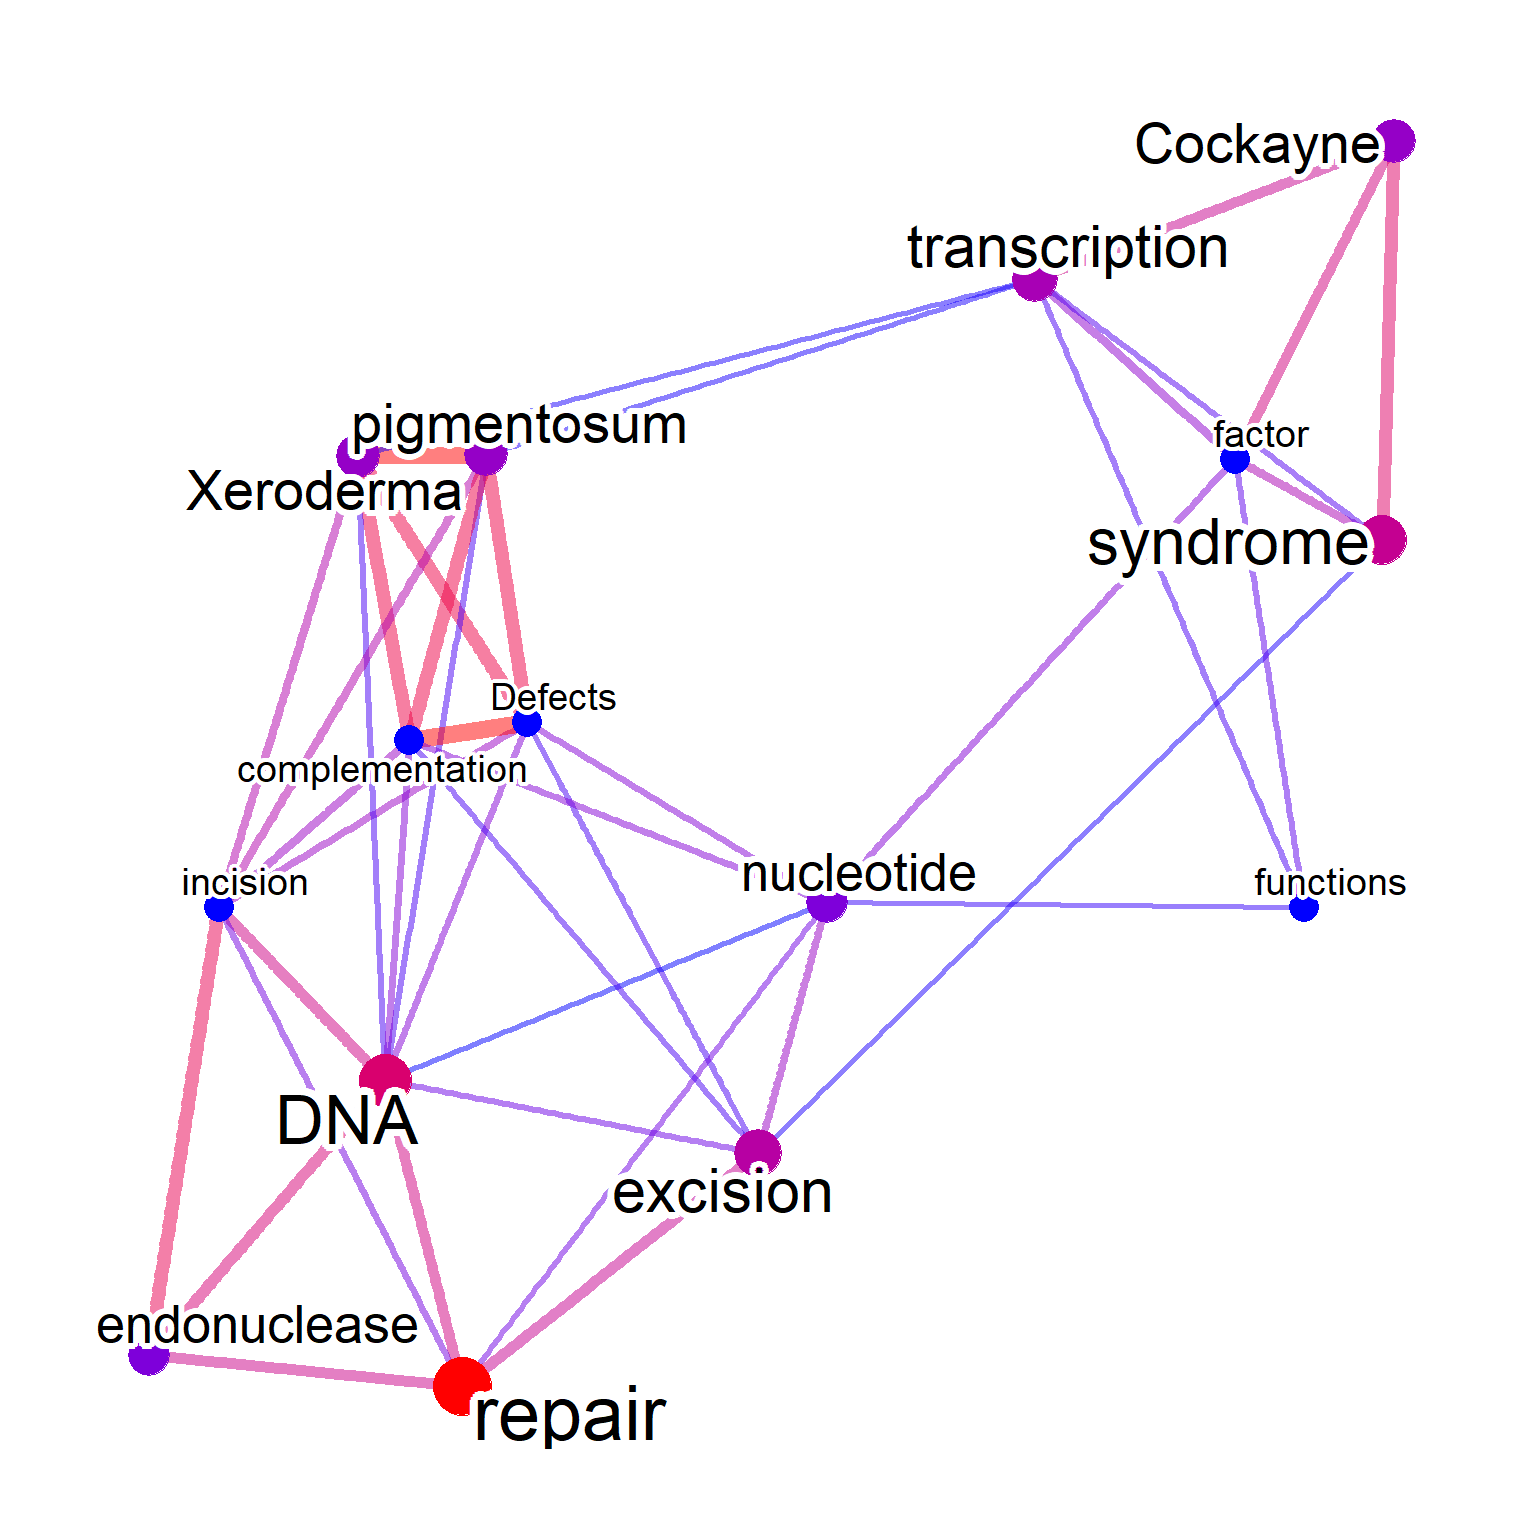 Cockayne
transcription
pigmentosum
factor
Xeroderma
syndrome
Defects
complementation
nucleotide
incision
functions
DNA
excision
endonuclease
repair